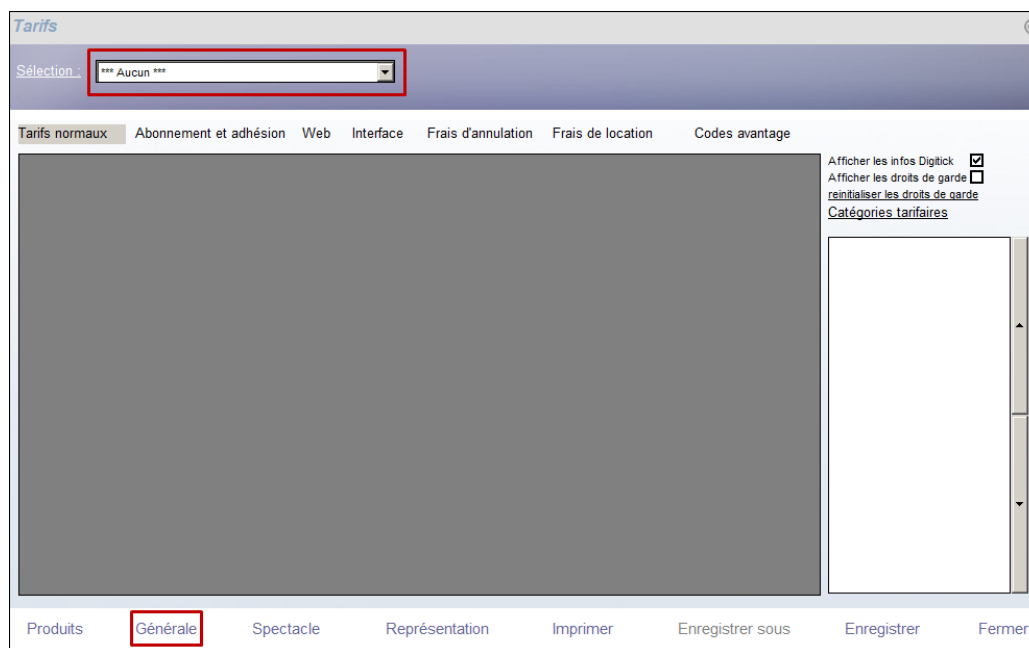 Tarifs
Sélection : *** Aucun ***
Tarifs normaux Abonnement et adhésion Web Interface Frais d'annulation Frais de location Codes avantage
Afficher les infos Digitick
Afficher les droits de garde
reinitialiser les droits de garde
Catégories tarifaires
Produits Générale Spectacle Représentation Imprimer Enregistrer sous Enregistrer Fermer